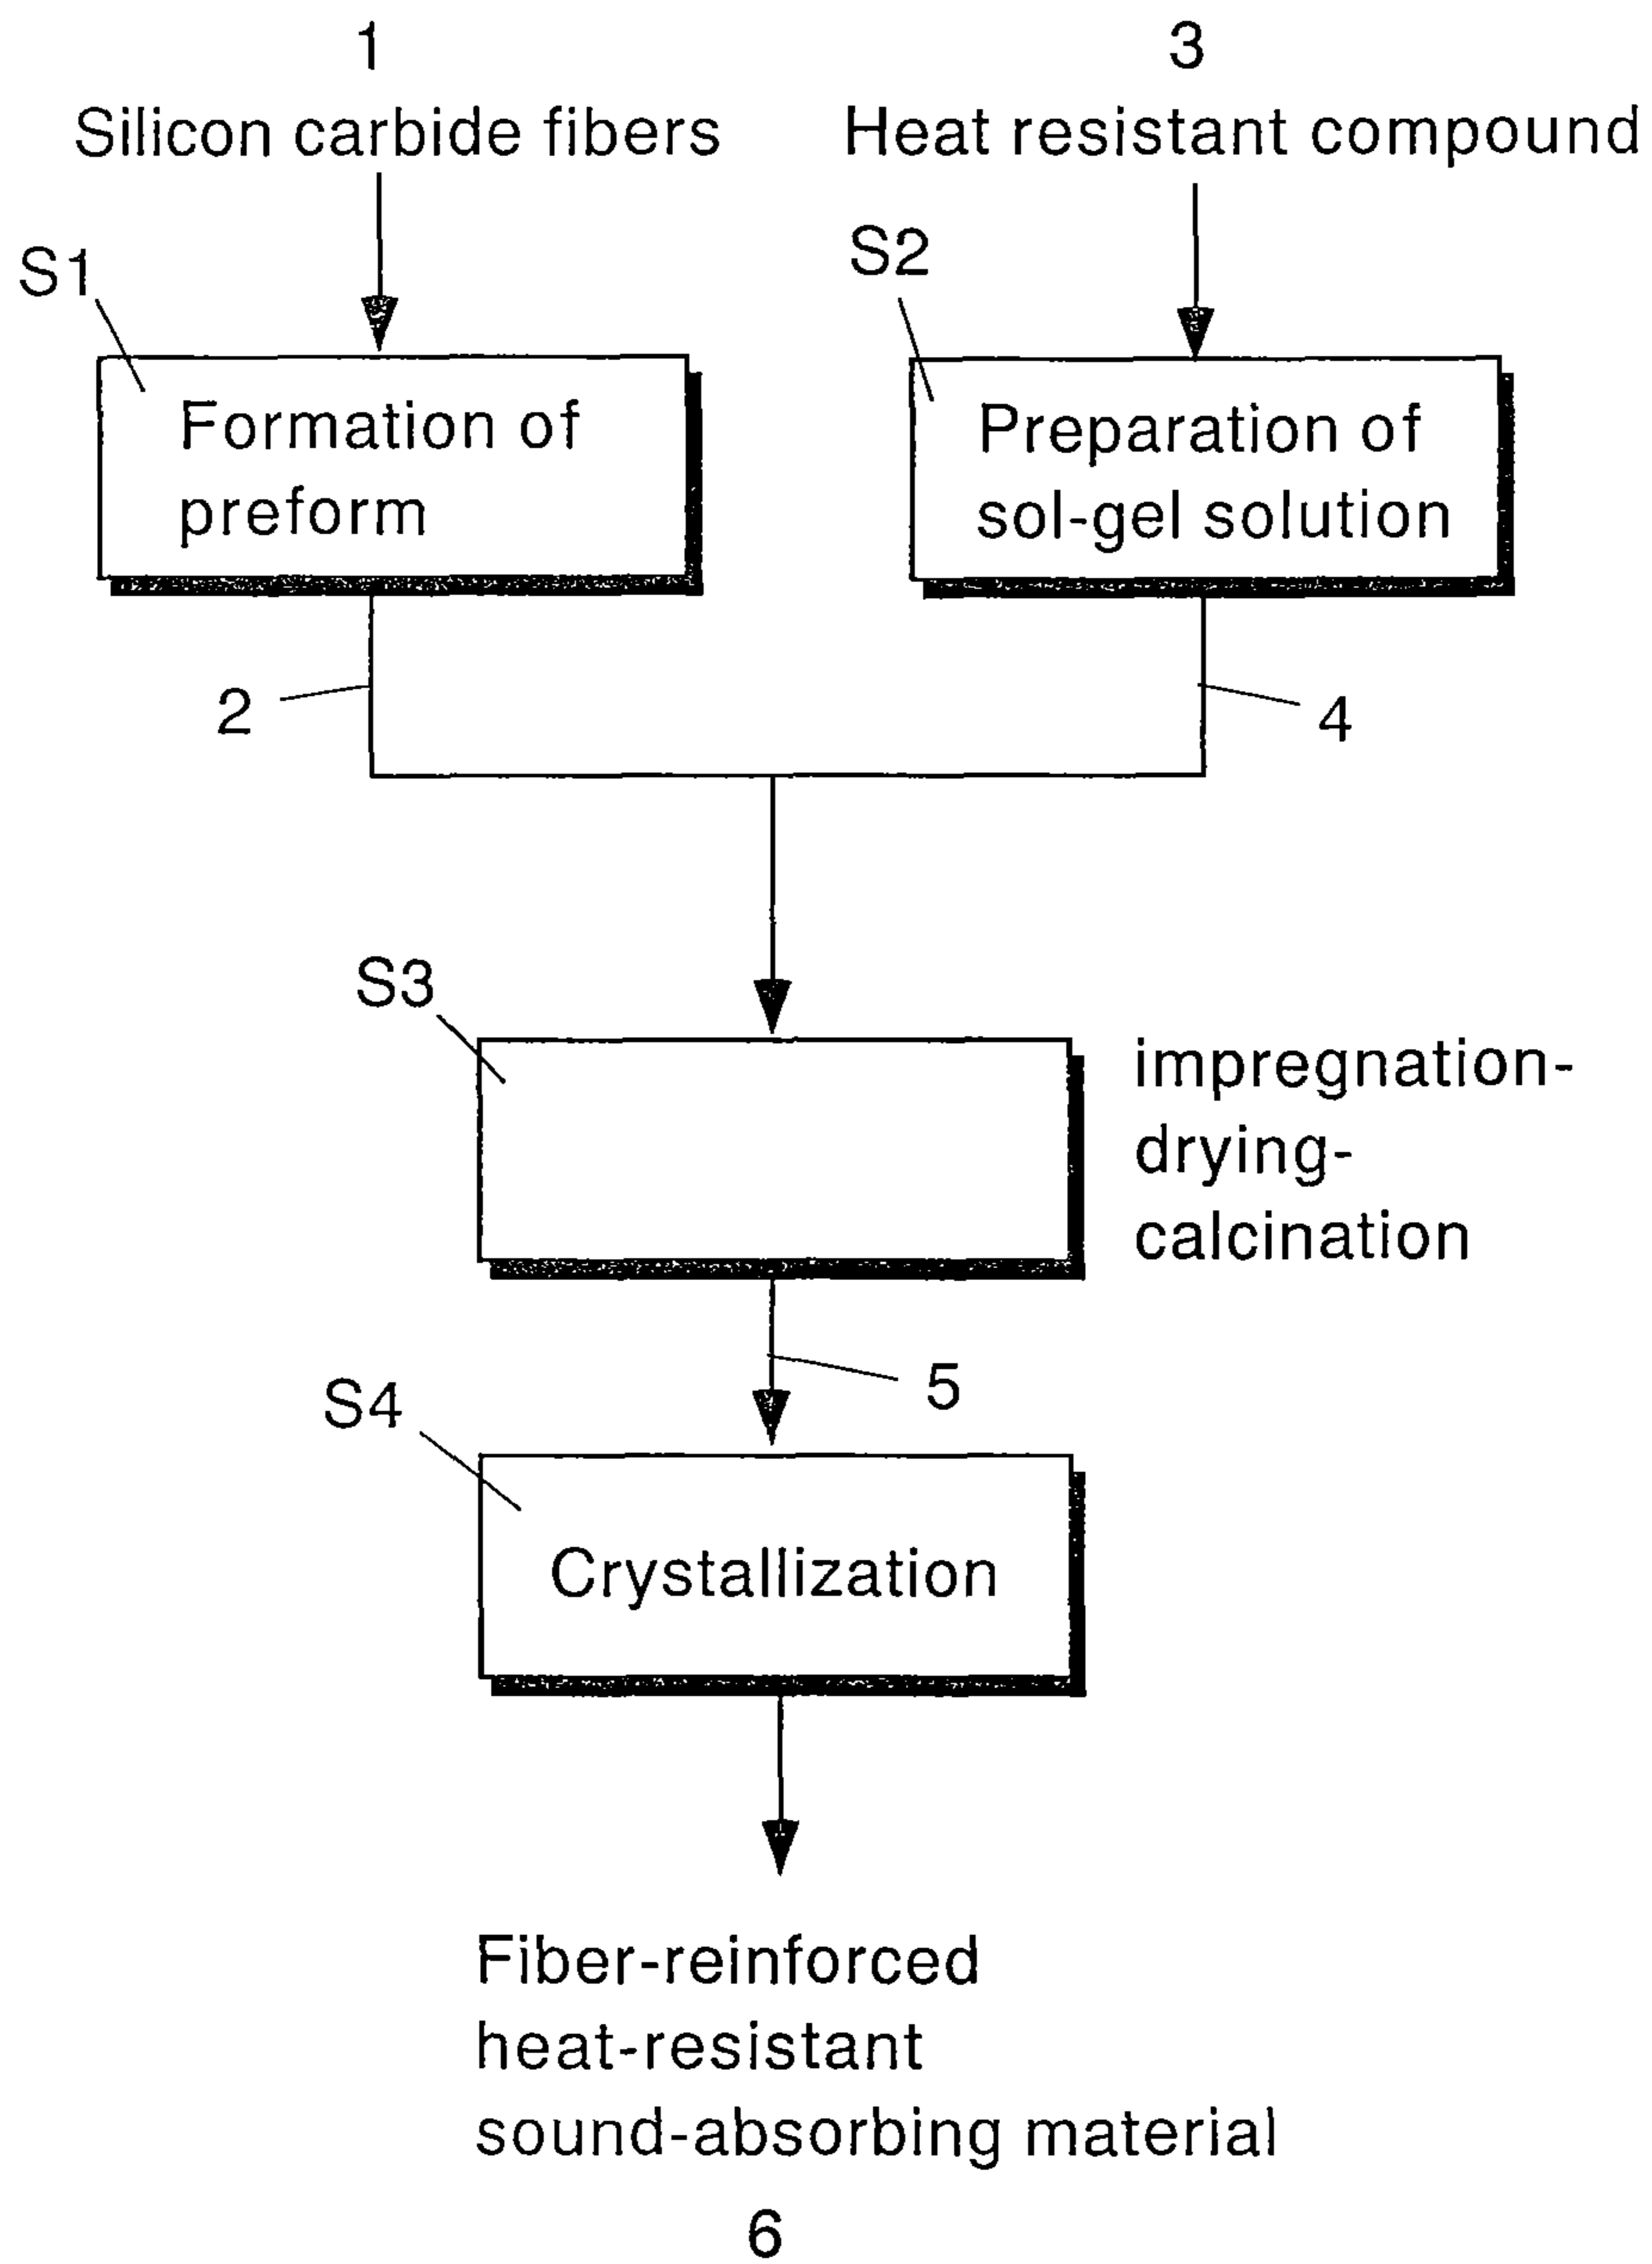 1
Silicon carbide fibers
3
Heat resistant compound
S1
Formation of
preform
S2
Preparation of
sol-gel solution
2
4
S3
impregnation-
drying-
calcination
5
S4
Crystallization
Fiber-reinforced
heat-resistant
sound-absorbing material
6